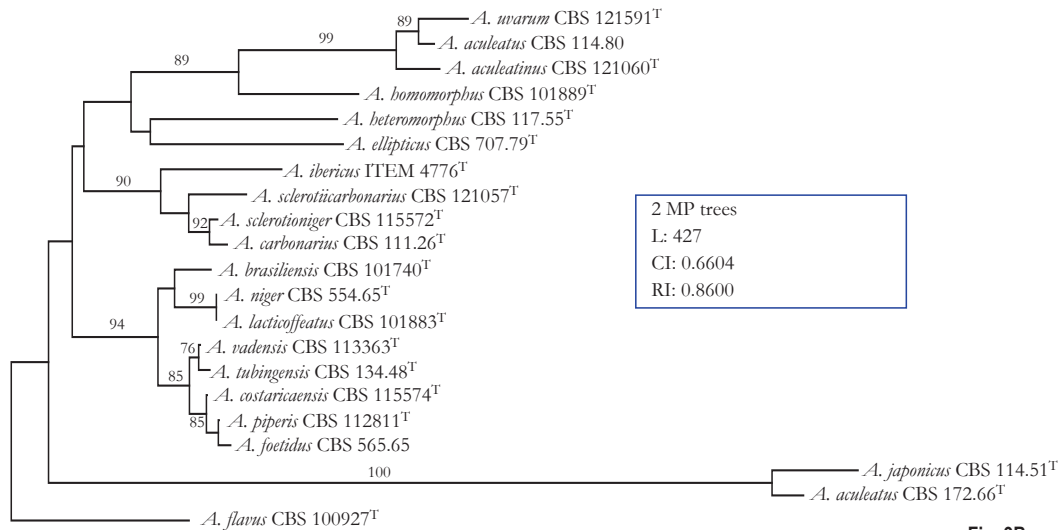 89
A. uvarum CBS 121591T
99
A. aculeatus CBS 114.80
89
A. aculeatinus CBS 121060T
A. homomorphus CBS 101889T
A. heteromorphus CBS 117.55T
A. ellipticus CBS 707.79T
90
A. ibericus ITEM 4776T
A. sclerotiicarbonarius CBS 121057T
92
A. sclerotioniger CBS 115572T
A. carbonarius CBS 111.26T
A. brasiliensis CBS 101740T
99
A. niger CBS 554.65T
94
A. lacticoffeatus CBS 101883T
76
A. vadensis CBS 113363T
85
A. tubingensis CBS 134.48T
A. costaricaensis CBS 115574T
85
A. piperis CBS 112811T
A. foetidus CBS 565.65
100
A. japonicus CBS 114.51T
A. aculeatus CBS 172.66T
A. flavus CBS 100927T
2 MP trees
L: 427
CI: 0.6604
RI: 0.8600